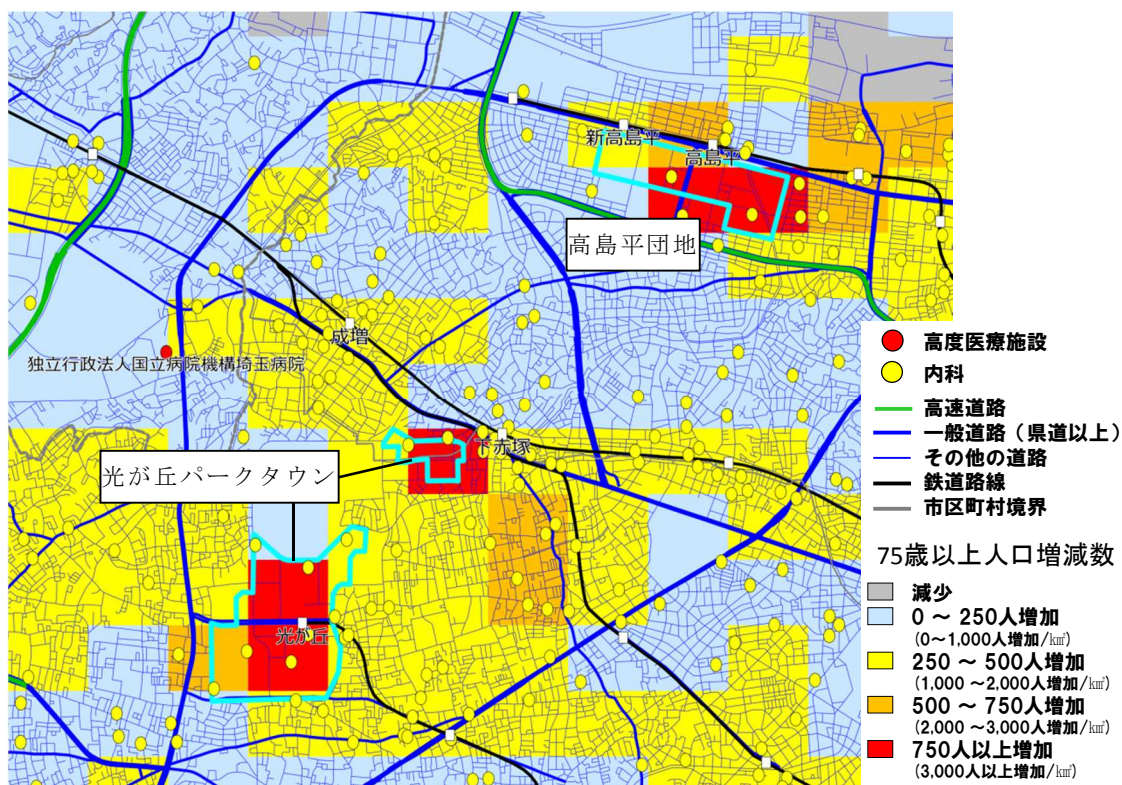 新高島平
高島平
高島平団地
成増
独立行政法人国立病院機構埼玉病院
下赤塚
光が丘パークタウン
光が丘
高度医療施設
内科
高速道路
一般道路（県道以上）
その他の道路
鉄道路線
市区町村境界
75歳以上人口増減数
減少
0 ～ 250人増加
(0～1,000人増加/㎢)
250 ～ 500人増加
(1,000 ～2,000人増加/㎢)
500 ～ 750人増加
(2,000 ～3,000人増加/㎢)
750人以上増加
(3,000人以上増加/㎢)